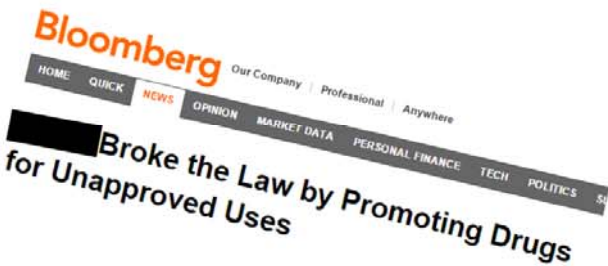 Bloomberg
Our Company | Professional | Anywhere
HOME QUICK NEWS OPINION MARKET DATA PERSONAL FINANCE TECH POLITICS
Broke the Law by Promoting Drugs
for Unapproved Uses